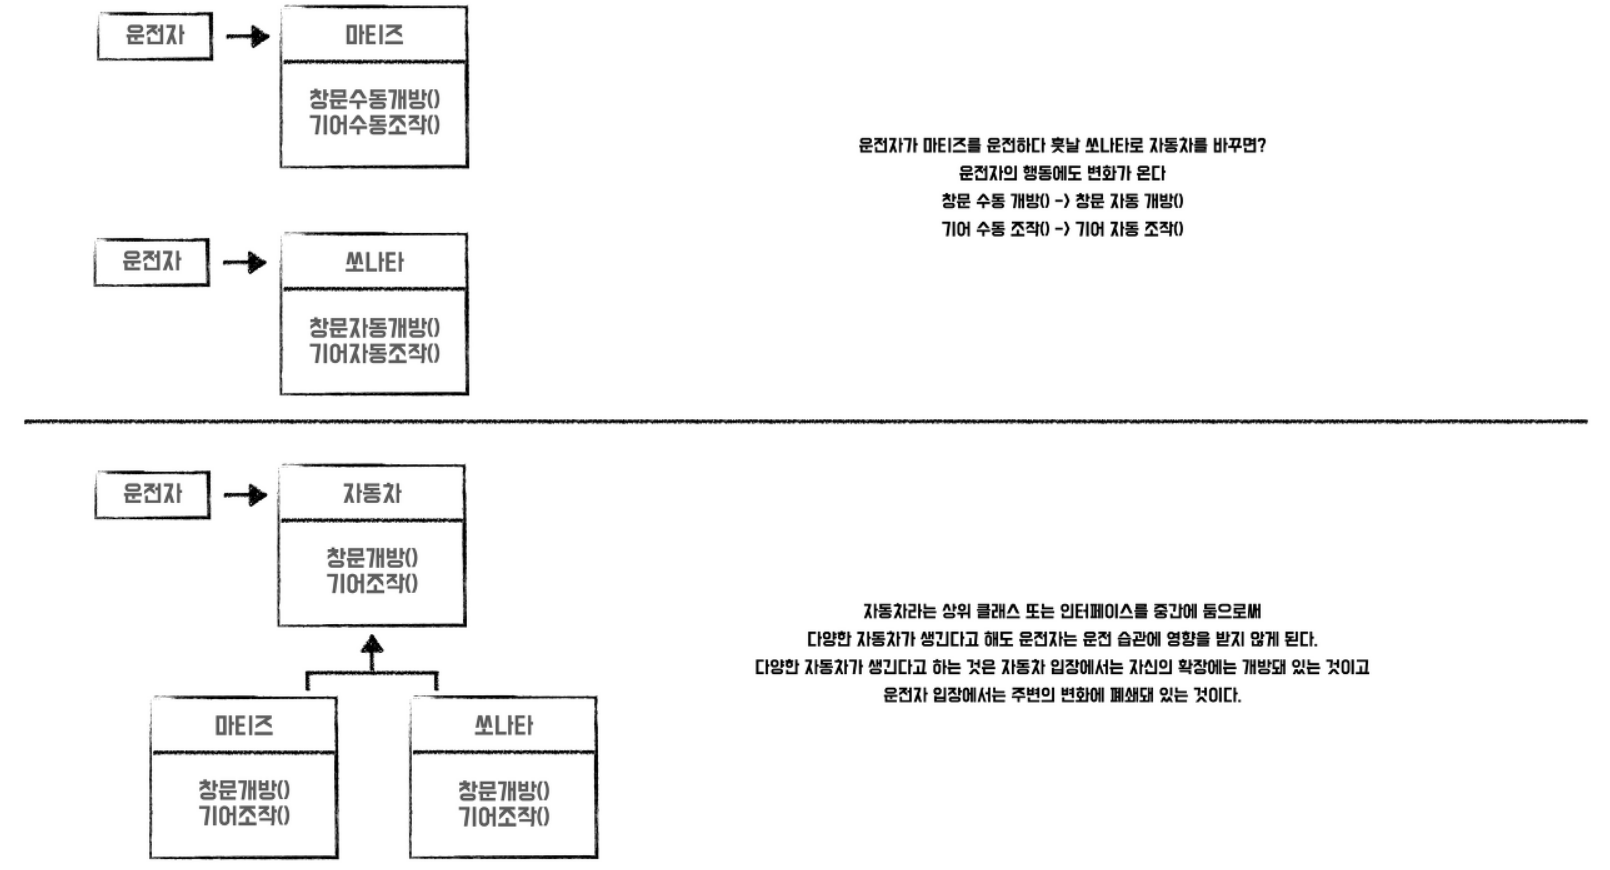 운전자
마티즈
창문수동개방()
기어수동조작()
운전자가 마티즈를 운전하다 훗날 쏘나타로 자동차를 바꾸면?
운전자의 행동에도 변화가 온다
창문 수동 개방() -> 창문 자동 개방()
기어 수동 조작() -> 기어 자동 조작()
운전자
쏘나타
창문자동개방()
기어자동조작()
운전자
자동차
창문개방()
기어조작()
자동차라는 상위 클래스 또는 인터페이스를 중간에 둠으로써
다양한 자동차가 생긴다고 해도 운전자는 운전 습관에 영향을 받지 않게 된다.
다양한 자동차가 생긴다고 하는 것은 자동차 입장에서는 자신의 확장에는 개방돼 있는 것이고
운전자 입장에서는 주변의 변화에 폐쇄돼 있는 것이다.
마티즈
창문개방()
기어조작()
쏘나타
창문개방()
기어조작()